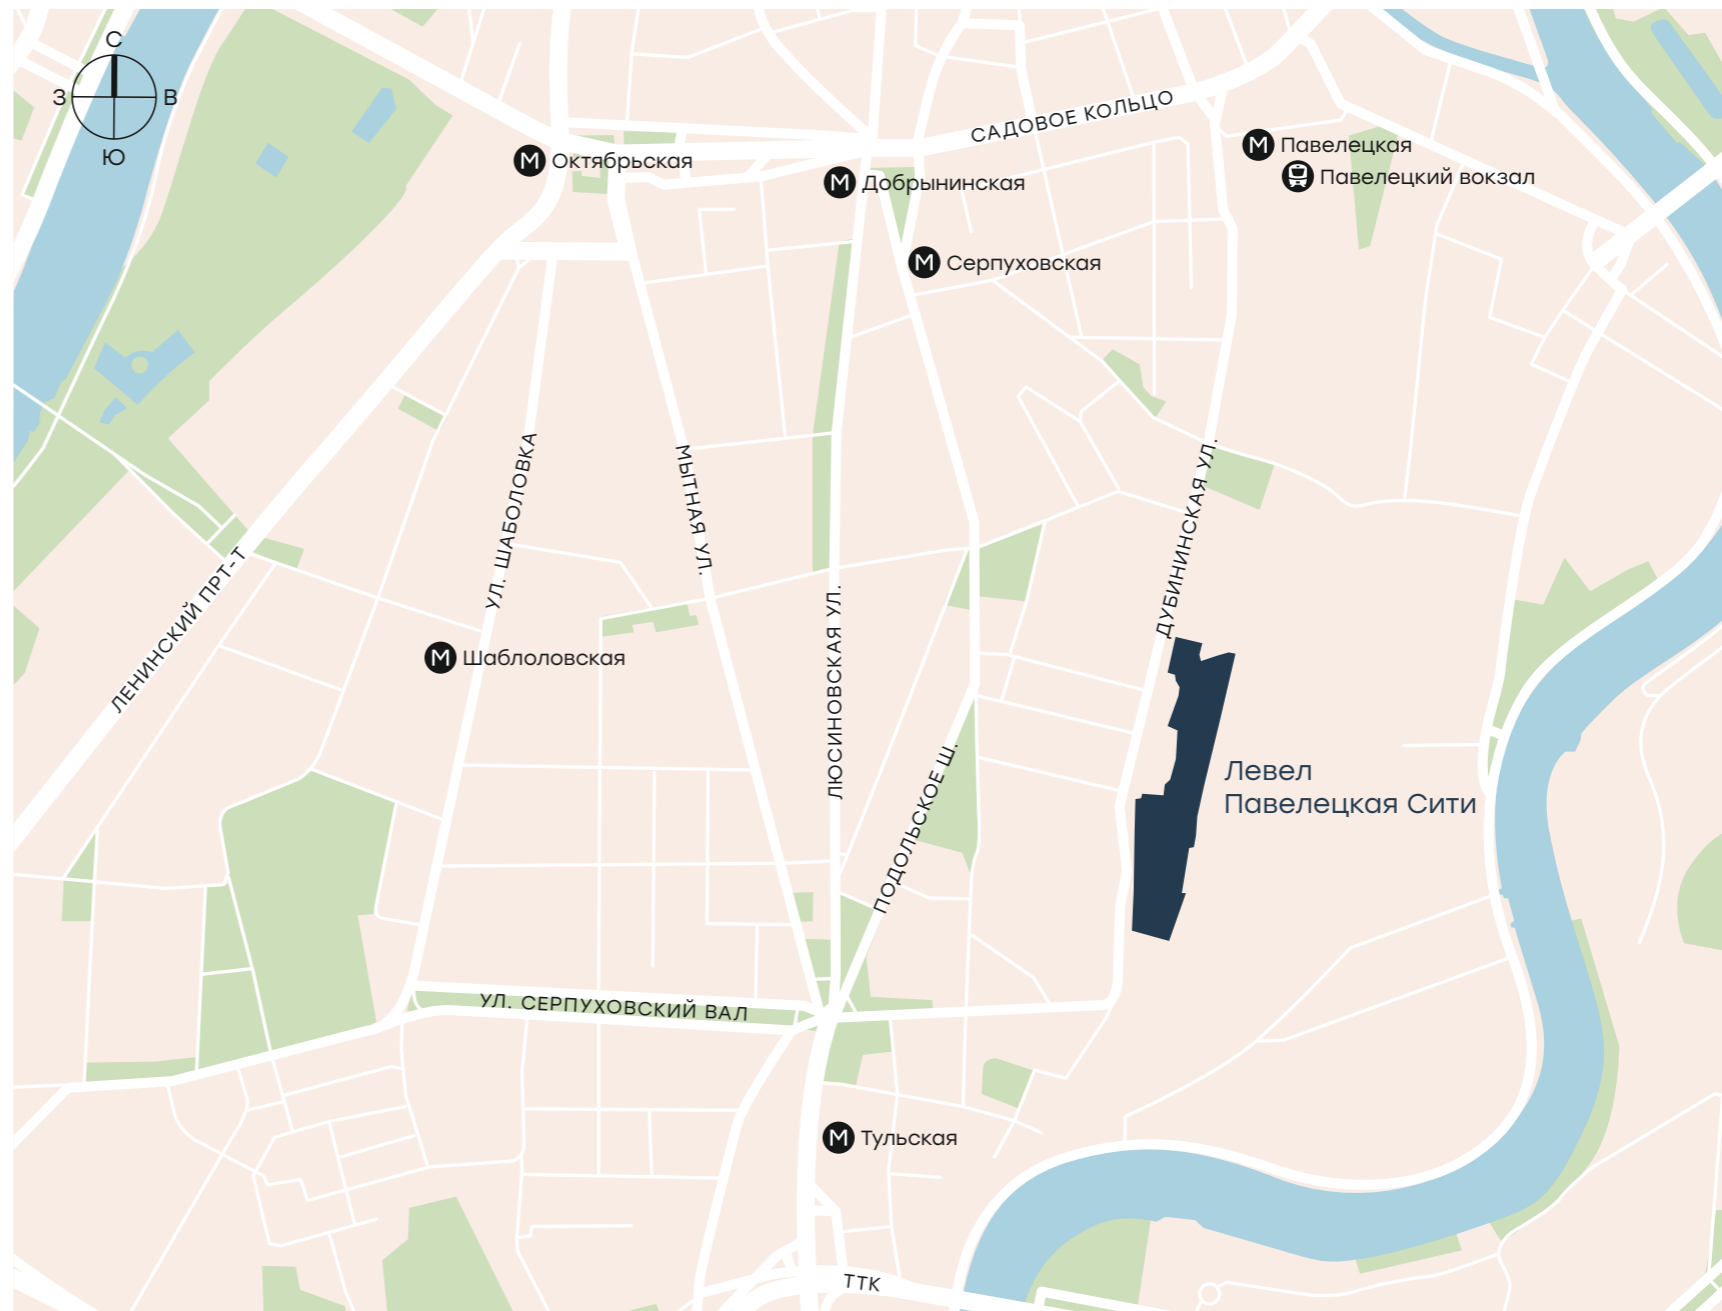 С
З
В
Ю
САДОВОЕ КОЛЬЦО
М Октябрьская
М Павелецкая
Павелецкий вокзал
М Добрынинская
М Серпуховская
УЛ. ШАБОЛОВКА
МЫТНАЯ УЛ.
ДУБИНИНСКАЯ УЛ.
ЛЕНИНСКИЙ ПРТ-Т
ЛЮСИНОВСКАЯ УЛ.
М Шаблоловская
ПОДОЛЬСКОЕ Ш.
Левел
Павелецкая Сити
УЛ. СЕРПУХОВСКИЙ ВАЛ
М Тульская
ТТК